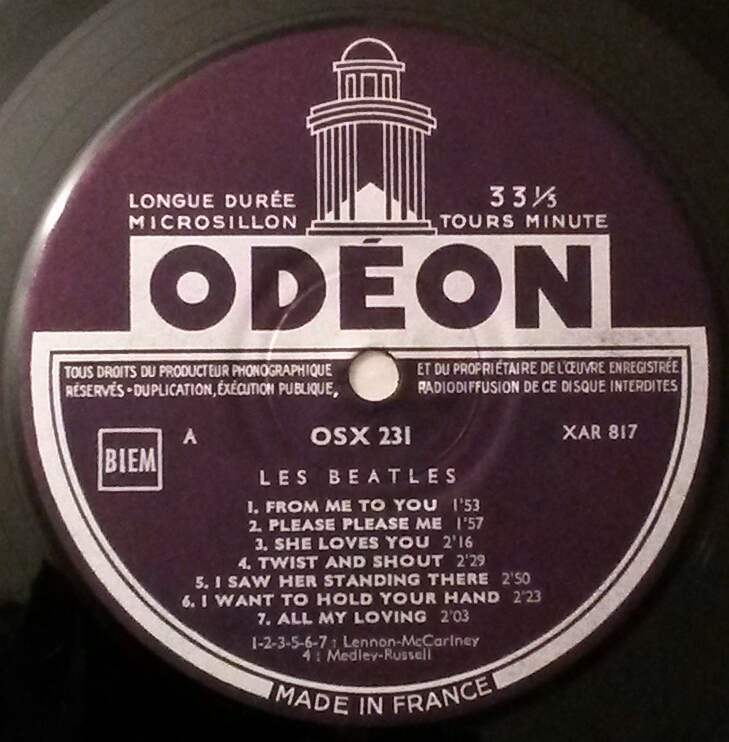 LONGUE DURÉE 33⅓
MICROSILLON TOURS MINUTE
ODÉON
TOUS DROITS DU PRODUCTEUR PHONOGRAPHIQUE ET DU PROPRIÉTAIRE DE L'ŒUVRE ENREGISTRÉE
RÉSERVÉS • DUPLICATION, EXÉCUTION PUBLIQUE, RADIODIFFUSION DE CE DISQUE INTERDITES
BIEM A OSX 231 XAR 817
LES BEATLES
1. FROM ME TO YOU 1'53
2. PLEASE PLEASE ME 1'57
3. SHE LOVES YOU 2'16
4. TWIST AND SHOUT 2'29
5. I SAW HER STANDING THERE 2'50
6. I WANT TO HOLD YOUR HAND 2'23
7. ALL MY LOVING 2'03
1-2-3-5-6-7 : Lennon-McCartney
4 : Medley-Russell
MADE IN FRANCE